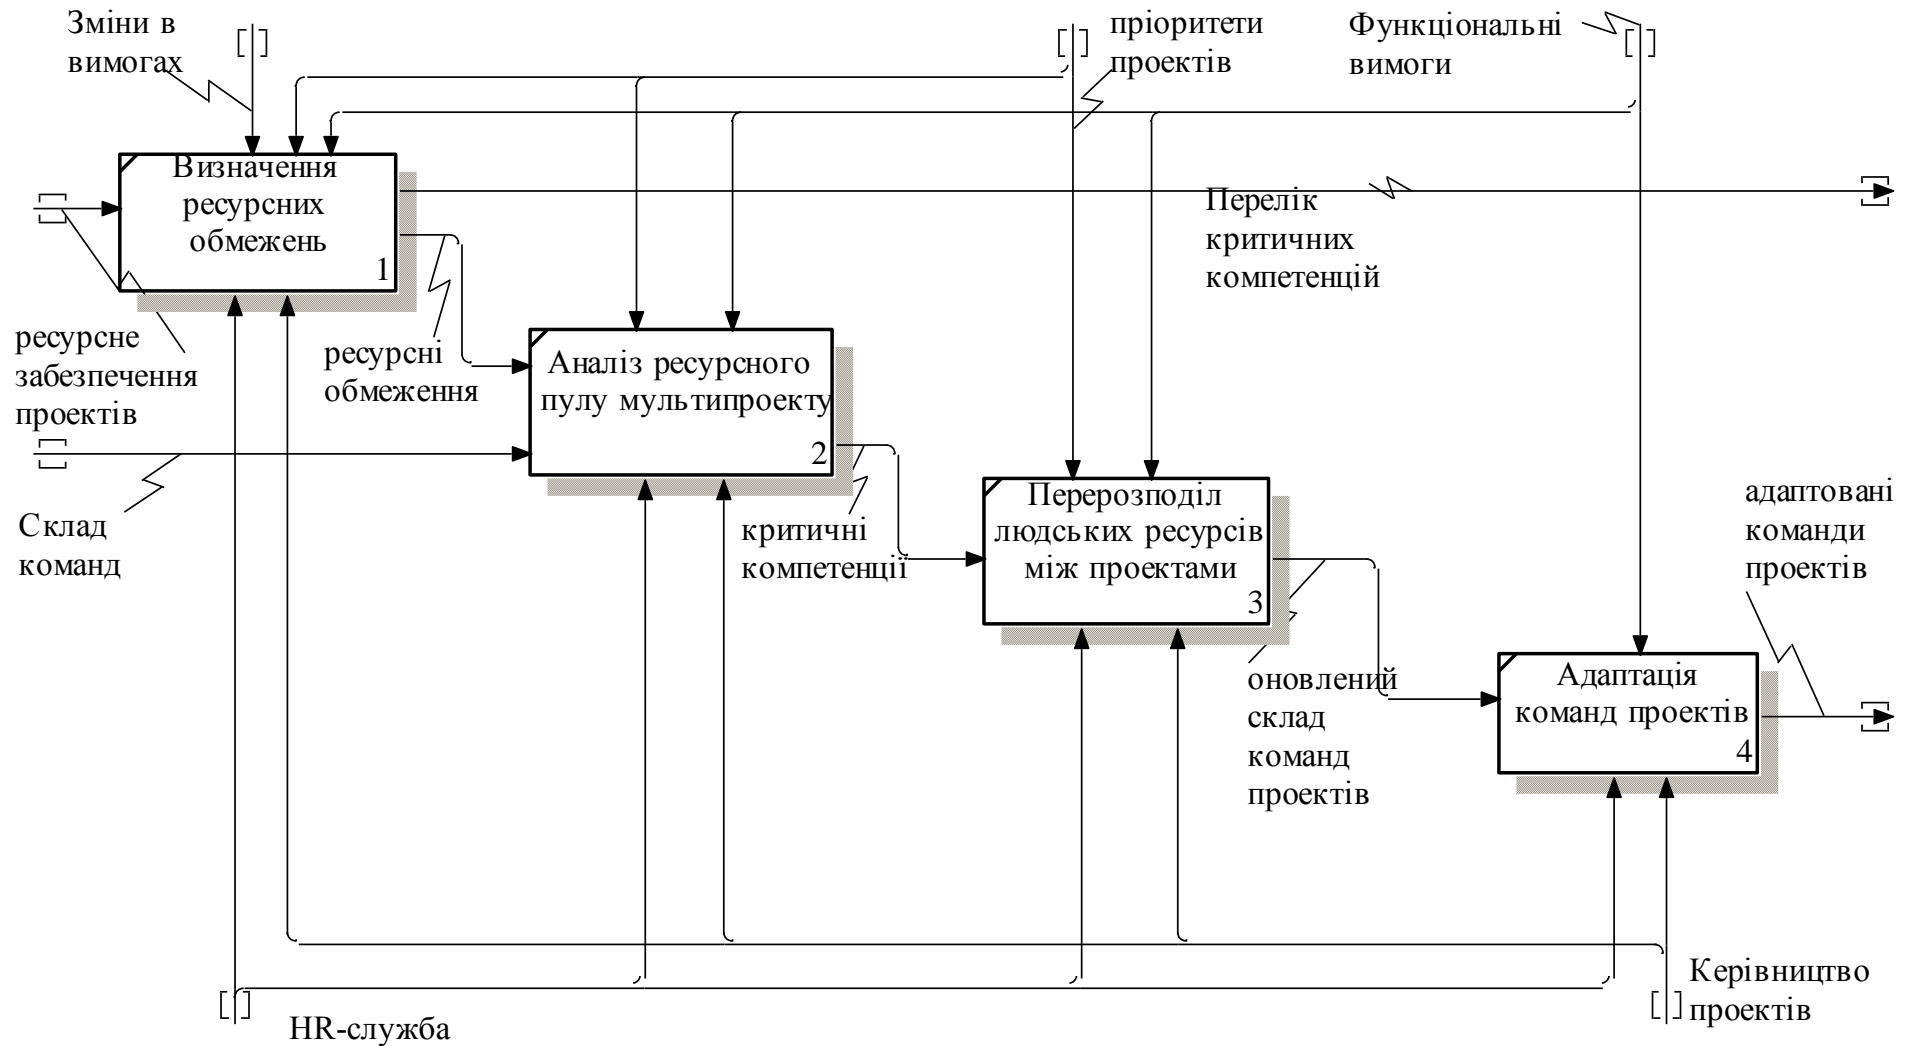 Зміни в
вимогах
пріоритети
проектів
Функціональні
вимоги
Визначення
ресурсних
обмежень
1
Перелік
критичних
компетенцій
ресурсне
забезпечення
проектів
ресурсні
обмеження
Аналіз ресурсного
пулу мультипроекту
2
Склад
команд
критичні
компетенції
Перерозподіл
людських ресурсів
між проектами
3
адаптовані
команди
проектів
оновлений
склад
команд
проектів
Адаптація
команд проектів
4
Керівництво
проектів
HR-служба